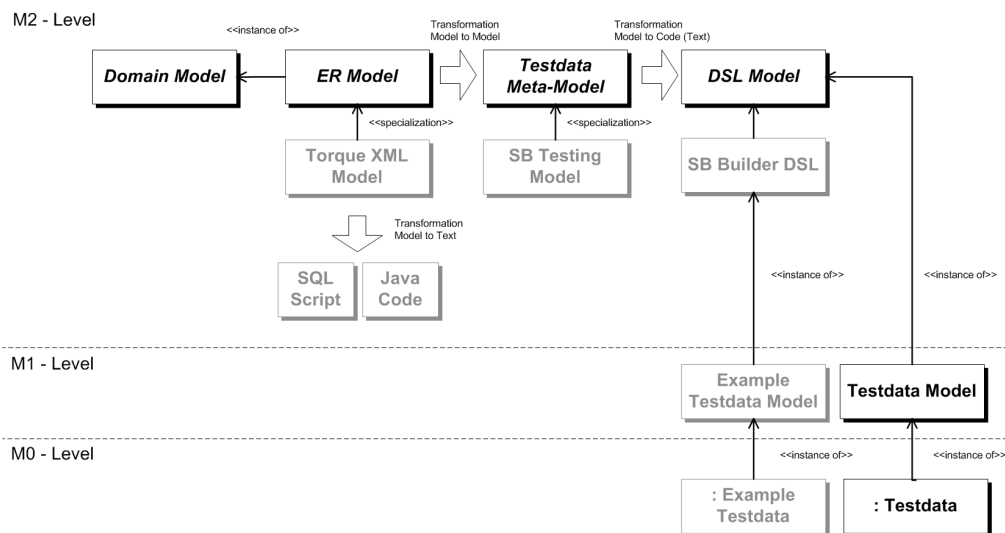 M2 - Level
<<instance of>>
Transformation
Model to Model
Transformation
Model to Code (Text)
Domain Model
ER Model
Testdata
Meta-Model
DSL Model
<<specialization>>
<<specialization>>
Torque XML
Model
SB Testing
Model
SB Builder DSL
Transformation
Model to Text
SQL
Script
Java
Code
<<instance of>>
<<instance of>>
M1 - Level
Example
Testdata Model
Testdata Model
M0 - Level
<<instance of>>
<<instance of>>
: Example
Testdata
: Testdata